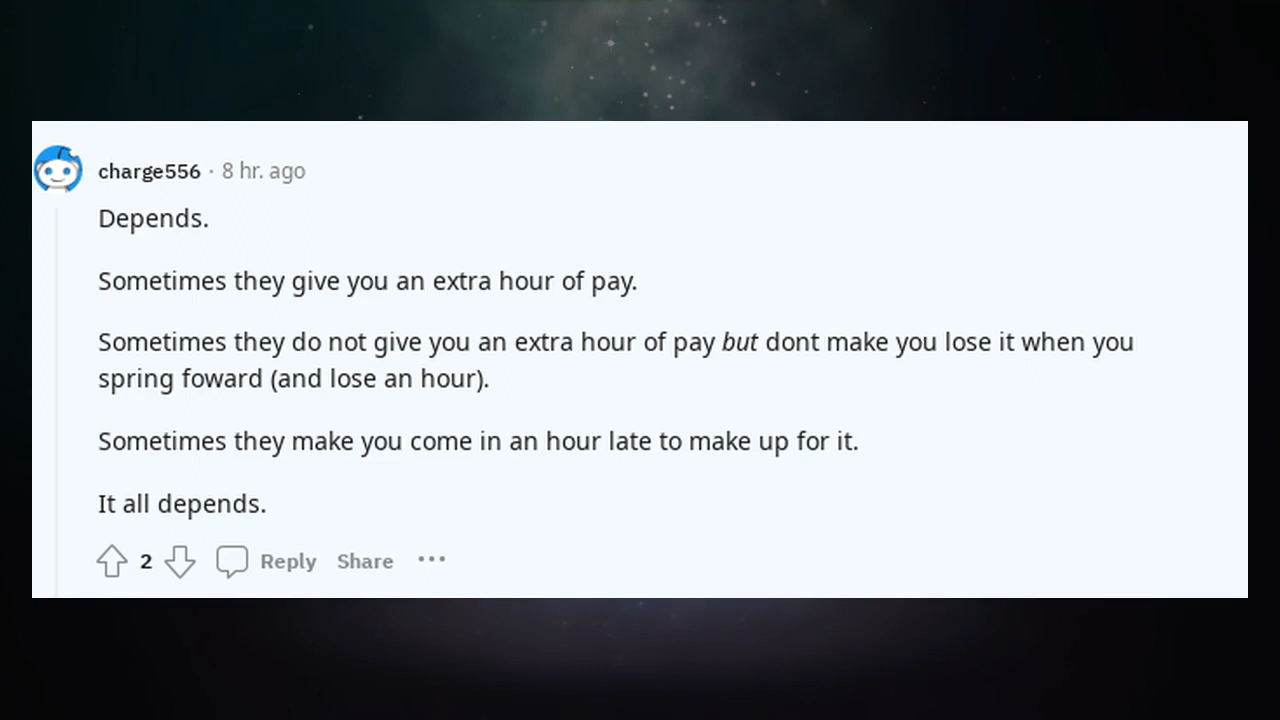 charge556 · 8 hr. ago
Depends.
Sometimes they give you an extra hour of pay.
Sometimes they do not give you an extra hour of pay but dont make you lose it when you
spring foward (and lose an hour).
Sometimes they make you come in an hour late to make up for it.
It all depends.
2 Reply Share ···